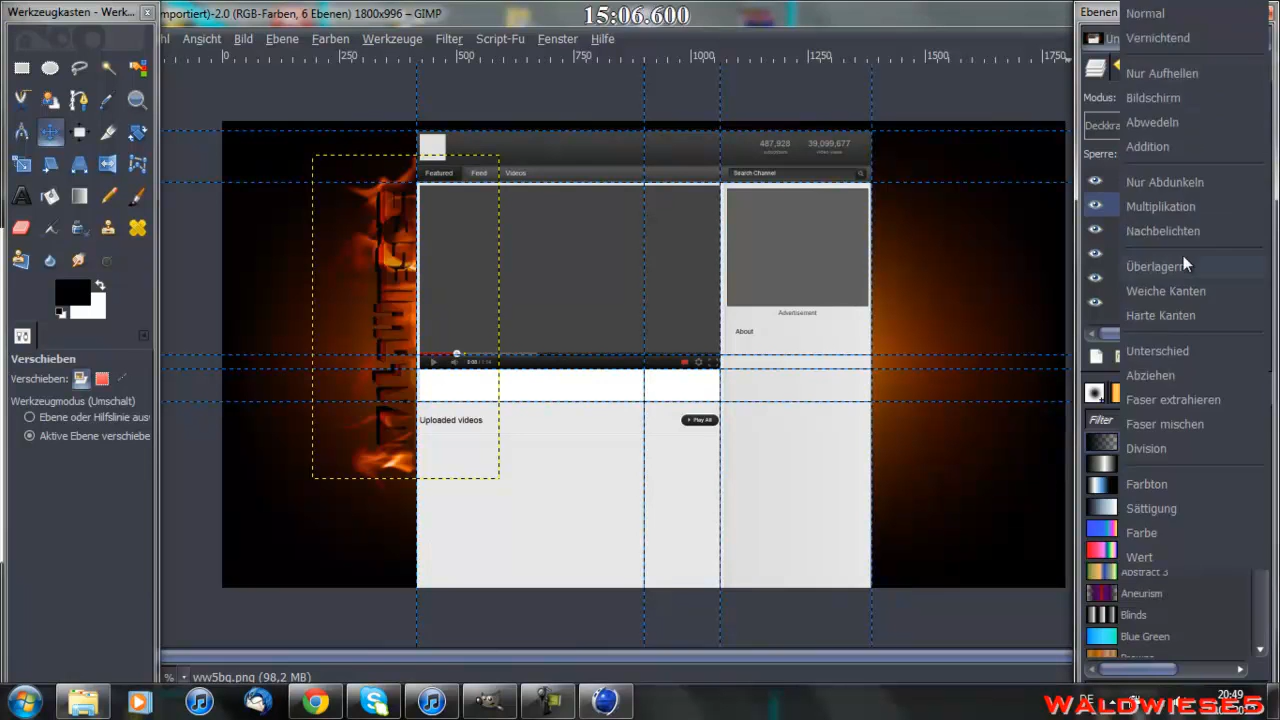 Werkzeugkasten - Werk...
mportiert)-2.0 (RGB-Farben, 6 Ebenen) 1800x996 – GIMP
15:06.600
Ebenen
Ansicht Bild Ebene Farben Werkzeuge Filter Script-Fu Fenster Hilfe
250 500 750 1000 1250 1500 1750
Modus:
Deckkra
Sperre:
Normal
Vernichtend
Nur Aufhellen
Bildschirm
Abwedeln
Addition
Nur Abdunkeln
Multiplikation
Nachbelichten
Überlagern
Weiche Kanten
Harte Kanten
Unterschied
Abziehen
Faser extrahieren
Faser mischen
Division
Farbton
Sättigung
Farbe
Wert
Filter
Abstract 3
Aneurism
Blinds
Blue Green
487,928 39,099,677
Featured Feed Videos
Search Channel
Advertisement
About
Uploaded videos
Play All
Verschieben
Verschieben:
Werkzeugmodus (Umschalt)
Ebene oder Hilfslinie aus
Aktive Ebene verschiebe
% ww5bg.png (98,2 MB)
DE
20:49
WALDWIESE5